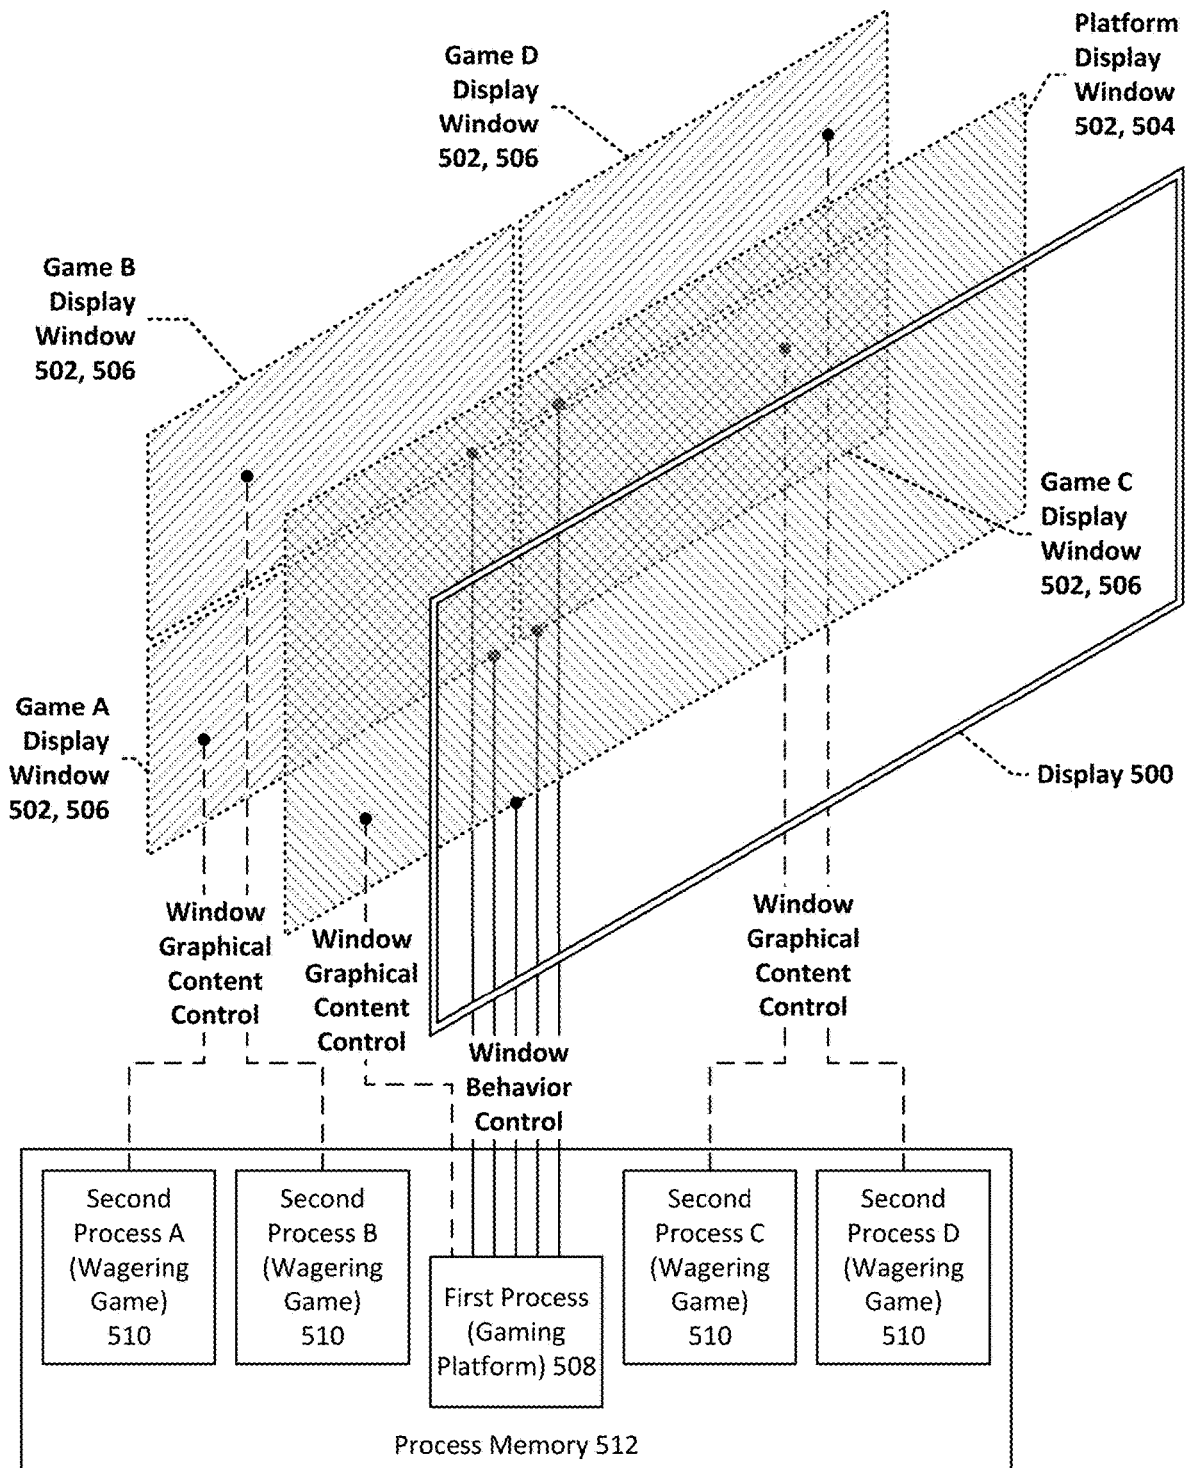 Game D
Display
Window
502, 506
Platform
Display
Window
502, 504
Game B
Display
Window
502, 506
Game C
Display
Window
502, 506
Game A
Display
Window
502, 506
Display 500
Window
Graphical
Content
Control
Window
Graphical
Content
Control
Window
Behavior
Control
Window
Graphical
Content
Control
Second
Process A
(Wagering
Game)
510
Second
Process B
(Wagering
Game)
510
First Process
(Gaming
Platform) 508
Second
Process C
(Wagering
Game)
510
Second
Process D
(Wagering
Game)
510
Process Memory 512